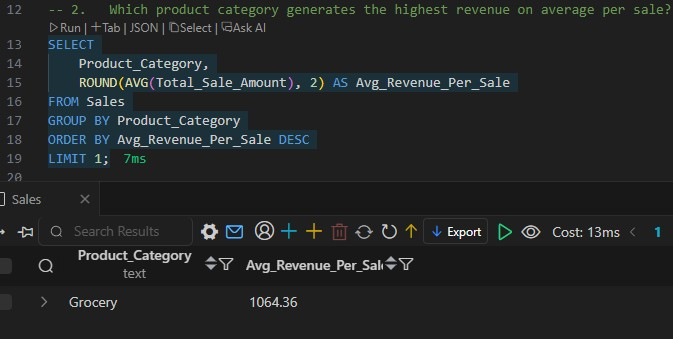 12 -- 2. Which product category generates the highest revenue on average per sale?
Run | Tab | JSON | Select | Ask AI
13 SELECT
14 Product_Category,
15 ROUND(AVG(Total_Sale_Amount), 2) AS Avg_Revenue_Per_Sale
16 FROM Sales
17 GROUP BY Product_Category
18 ORDER BY Avg_Revenue_Per_Sale DESC
19 LIMIT 1; 7ms
20
Sales
Search Results Export Cost: 13ms 1
Product_Category Avg_Revenue_Per_Sal
text
Grocery 1064.36